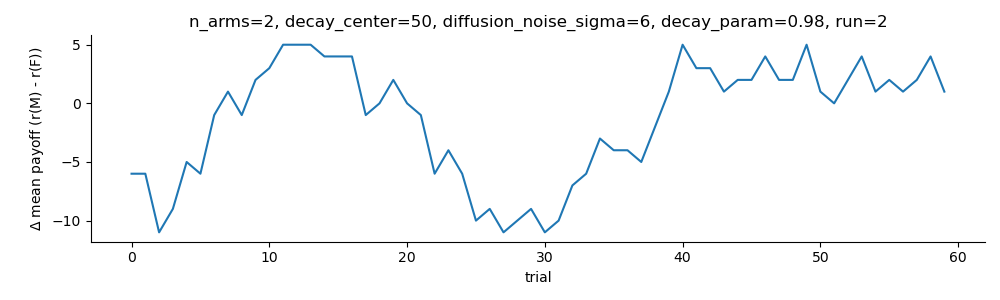 n_arms=2, decay_center=50, diffusion_noise_sigma=6, decay_param=0.98, run=2
Δ mean payoff (r(M) - r(F))
5
0
−5
−10
0 10 20 30 40 50 60
trial